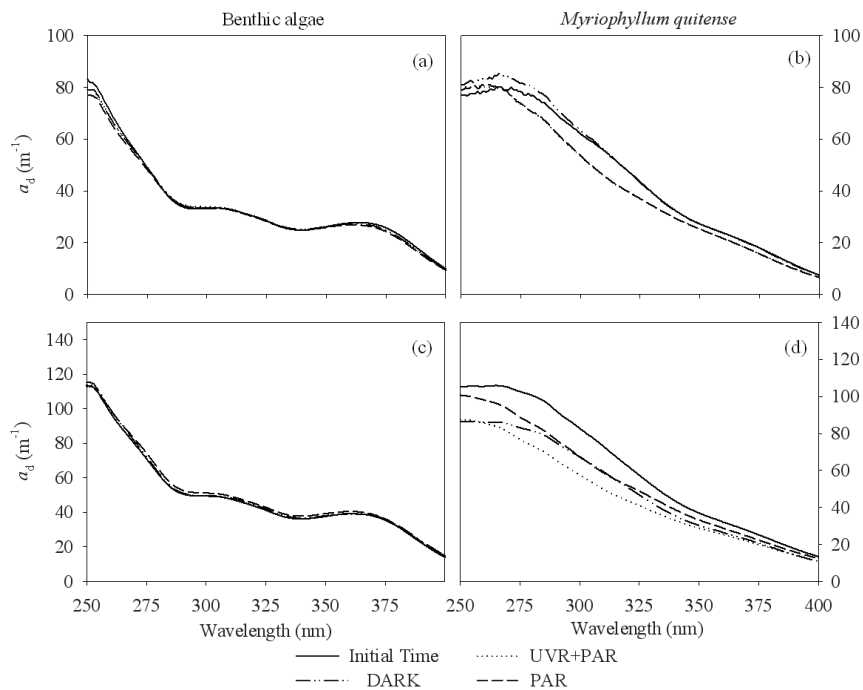 Benthic algae
Myriophyllum quitense
100
80
60
40
20
0
a_d (m^-1)
(a)
(b)
100
80
60
40
20
0
140
120
100
80
60
40
20
0
a_d (m^-1)
(c)
(d)
140
120
100
80
60
40
20
0
250 275 300 325 350 375
250 275 300 325 350 375 400
Wavelength (nm)
Wavelength (nm)
Initial Time
UVR+PAR
DARK
PAR